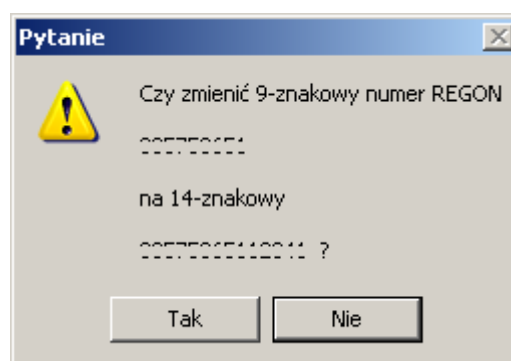 Pytanie
Czy zmienić 9-znakowy numer REGON
na 14-znakowy
?
Tak
Nie